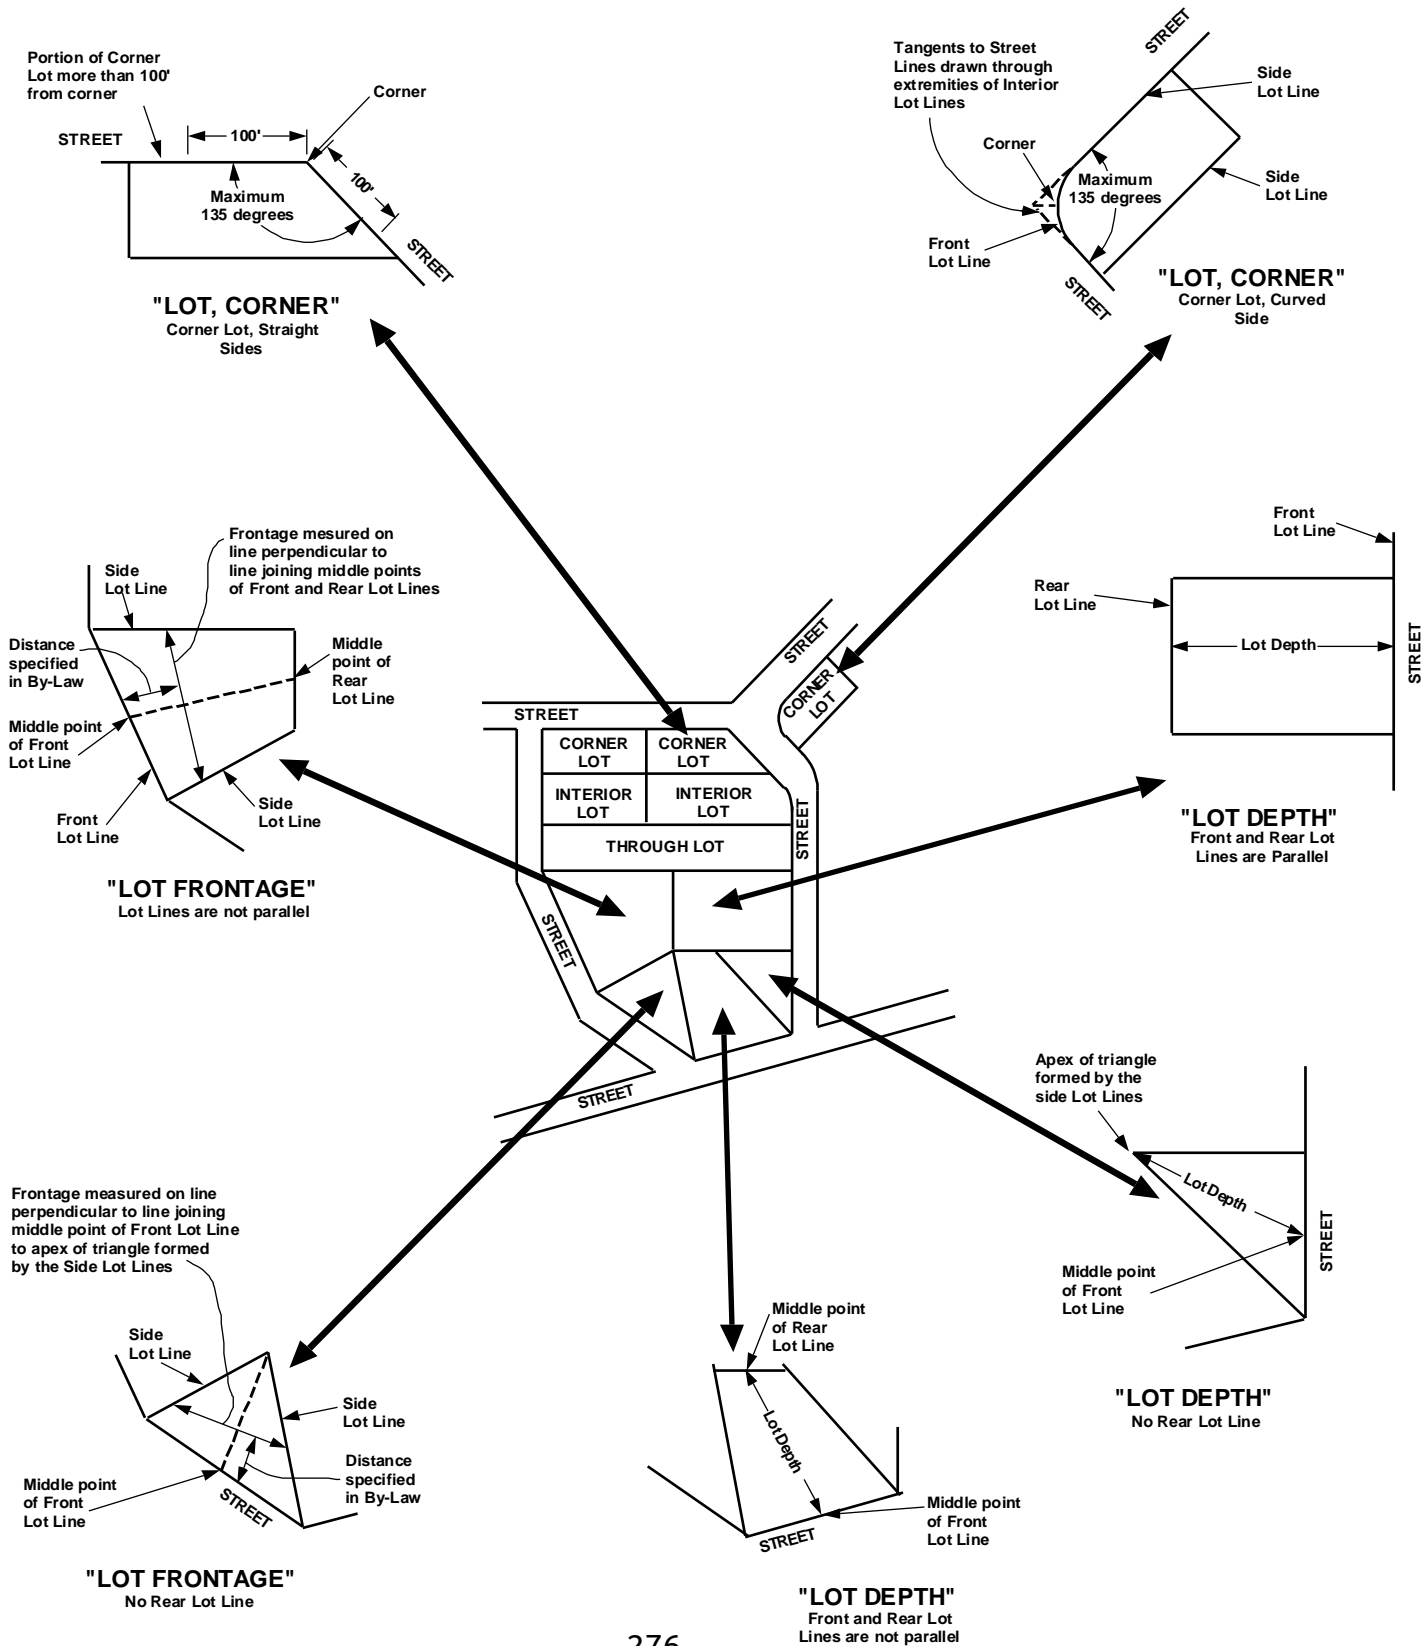 Portion of Corner
Lot more than 100'
from corner
Corner
STREET
100'
100'
Maximum
135 degrees
STREET
"LOT, CORNER"
Corner Lot, Straight
Sides
STREET
Tangents to Street
Lines drawn through
extremities of Interior
Lot Lines
Side
Lot Line
Corner
Maximum
135 degrees
Side
Lot Line
Front
Lot Line
STREET
"LOT, CORNER"
Corner Lot, Curved
Side
Frontage mesured on
line perpendicular to
line joining middle points
of Front and Rear Lot Lines
Side
Lot Line
Distance
specified
in By-Law
Middle
point of
Rear
Lot Line
Middle point
of Front
Lot Line
Front
Lot Line
Side
Lot Line
"LOT FRONTAGE"
Lot Lines are not parallel
Front
Lot Line
Rear
Lot Line
Lot Depth
STREET
"LOT DEPTH"
Front and Rear Lot
Lines are Parallel
STREET
CORNER
LOT
STREET
CORNER
LOT
CORNER
LOT
INTERIOR
LOT
INTERIOR
LOT
THROUGH LOT
STREET
STREET
STREET
Apex of triangle
formed by the
side Lot Lines
Lot Depth
STREET
Middle point
of Front
Lot Line
"LOT DEPTH"
No Rear Lot Line
Frontage measured on line
perpendicular to line joining
middle point of Front Lot Line
to apex of triangle formed
by the Side Lot Lines
Side
Lot Line
Side
Lot Line
Distance
specified
in By-Law
Middle point
of Front
Lot Line
STREET
"LOT FRONTAGE"
No Rear Lot Line
Middle point
of Rear
Lot Line
Lot Depth
Middle point
of Front
Lot Line
STREET
"LOT DEPTH"
Front and Rear Lot
Lines are not parallel
276